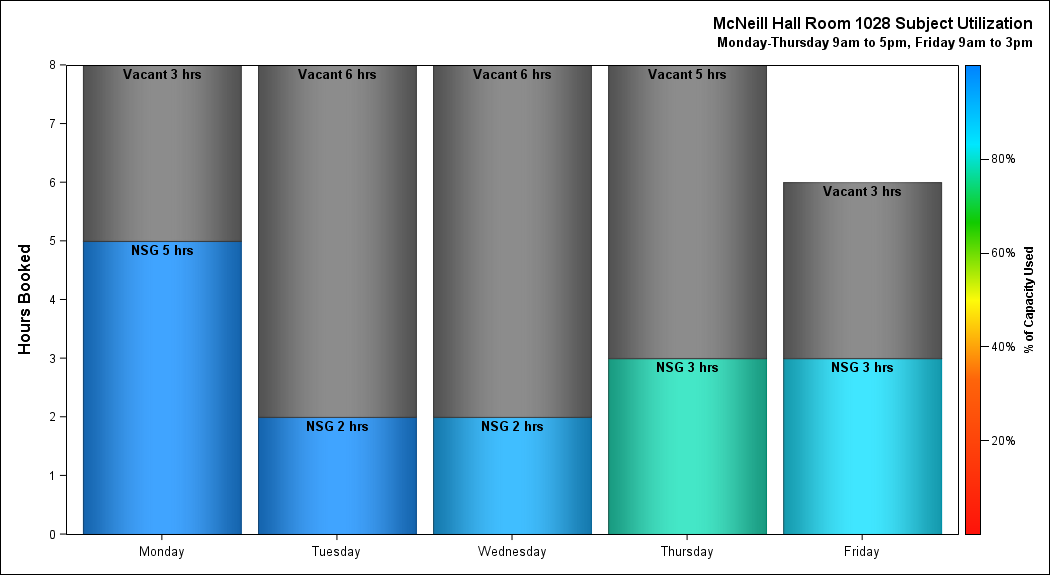 McNeill Hall Room 1028 Subject Utilization
Monday-Thursday 9am to 5pm, Friday 9am to 3pm
Hours Booked
8
7
6
5
4
3
2
1
0
Vacant 3 hrs
Vacant 6 hrs
Vacant 6 hrs
Vacant 5 hrs
Vacant 3 hrs
NSG 5 hrs
NSG 2 hrs
NSG 2 hrs
NSG 3 hrs
NSG 3 hrs
Monday
Tuesday
Wednesday
Thursday
Friday
80%
60%
40%
20%
% of Capacity Used